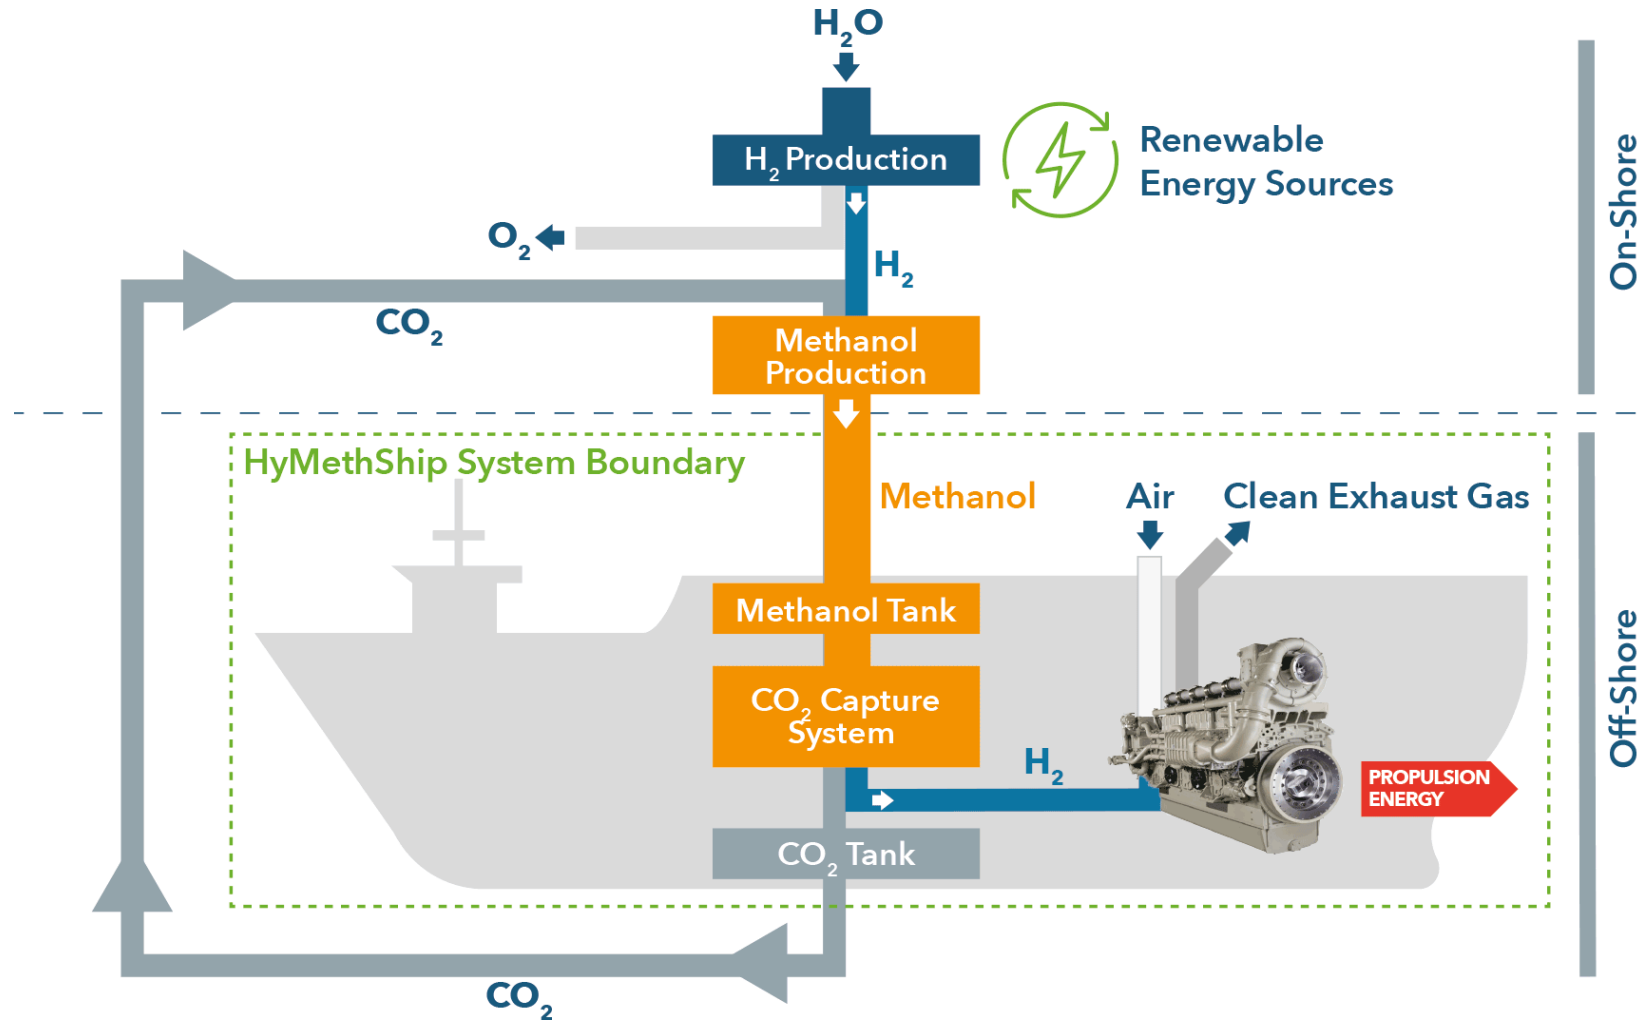 H₂O
H₂ Production
Renewable
Energy Sources
On-Shore
O₂
H₂
CO₂
Methanol
Production
HyMethShip System Boundary
Methanol
Air
Clean Exhaust Gas
Methanol Tank
Off-Shore
CO₂ Capture
System
H₂
PROPULSION
ENERGY
CO₂ Tank
CO₂